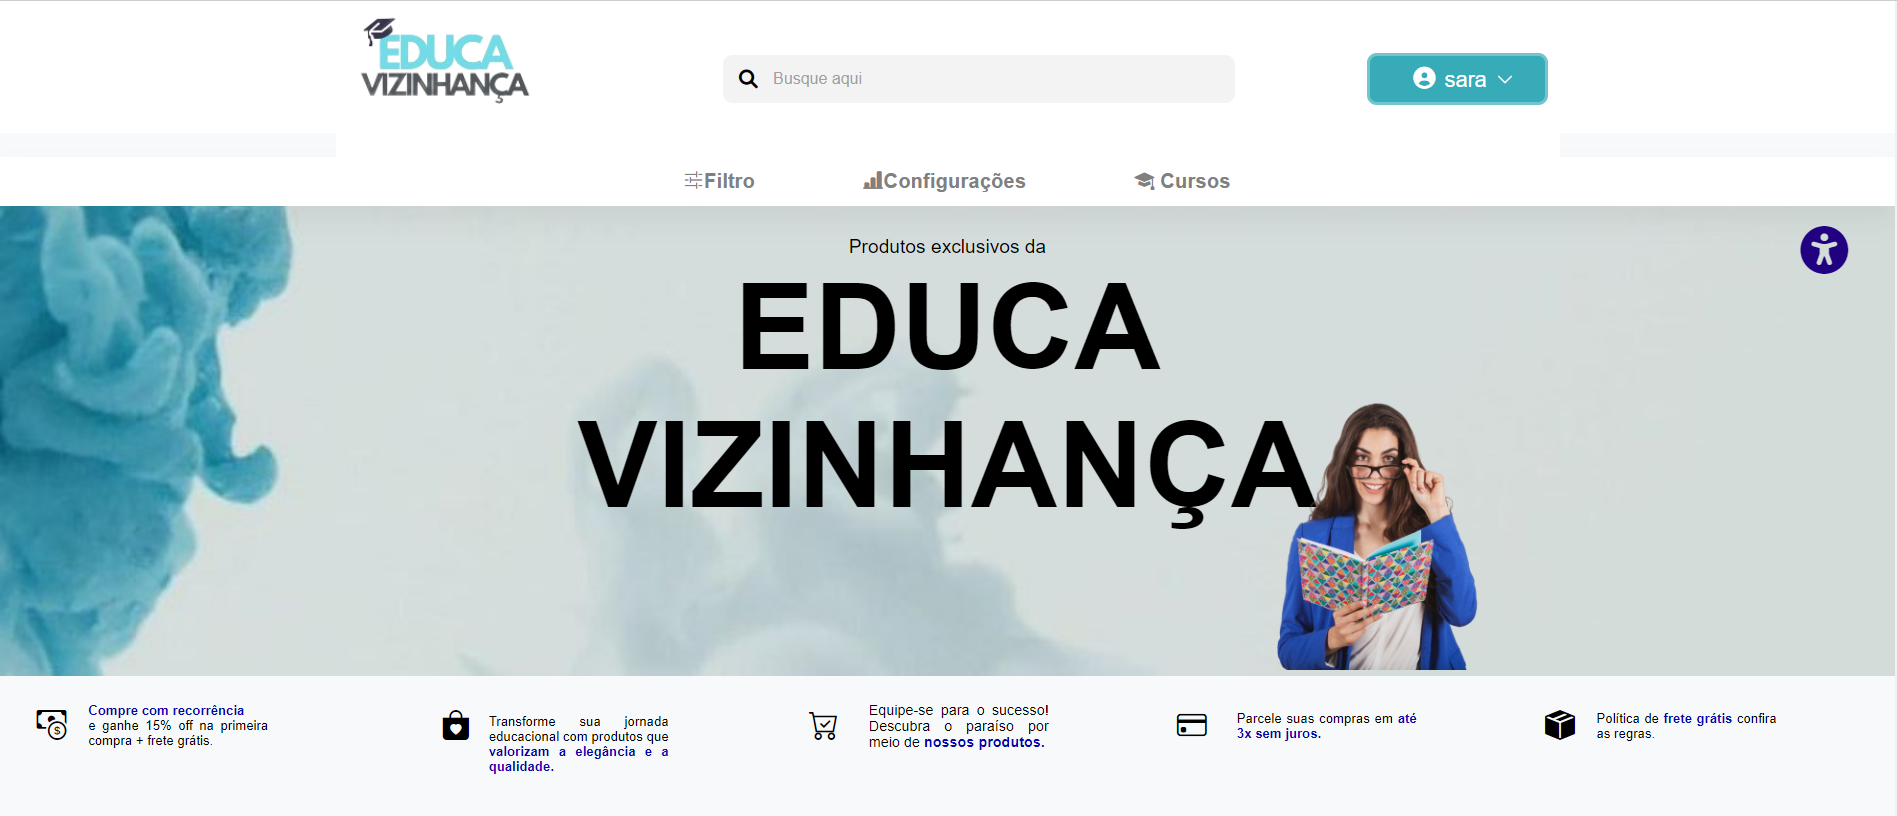 EDUCA
VIZINHANÇA
Busque aqui
sara
Filtro
Configurações
Cursos
Produtos exclusivos da
EDUCA
VIZINHANÇA
Compre com recorrência
e ganhe 15% off na primeira
compra + frete grátis.
Transforme sua jornada
educacional com produtos que
valorizam a elegância e a
qualidade.
Equipe-se para o sucesso!
Descubra o paraíso por
meio de nossos produtos.
Parcele suas compras em até
3x sem juros.
Política de frete grátis confira
as regras.